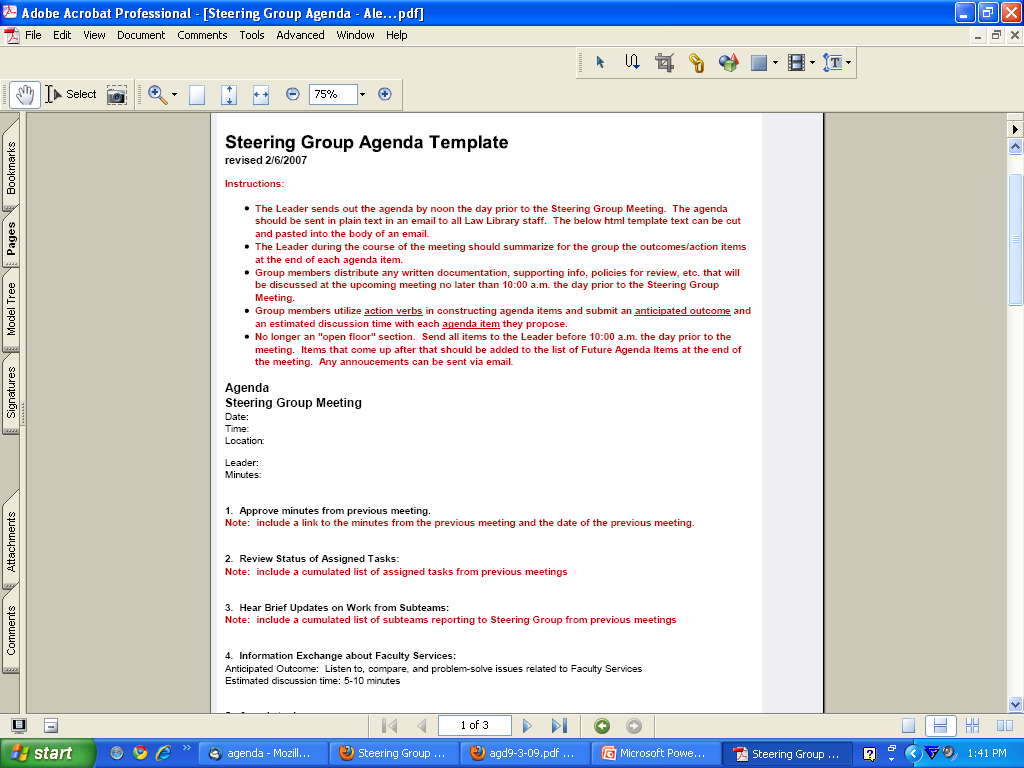 Adobe Acrobat Professional - [Steering Group Agenda - Ale...pdf]
File Edit View Document Comments Tools Advanced Window Help
Select 75%
Bookmarks
Pages
Model Tree
Signatures
Attachments
Comments
Steering Group Agenda Template
revised 2/6/2007
Instructions:
• The Leader sends out the agenda by noon the day prior to the Steering Group Meeting. The agenda
should be sent in plain text in an email to all Law Library staff. The below html template text can be cut
and pasted into the body of an email.
• The Leader during the course of the meeting should summarize for the group the outcomes/action items
at the end of each agenda item.
• Group members distribute any written documentation, supporting info, policies for review, etc. that will
be discussed at the upcoming meeting no later than 10:00 a.m. the day prior to the Steering Group
Meeting.
• Group members utilize action verbs in constructing agenda items and submit an anticipated outcome and
an estimated discussion time with each agenda item they propose.
• No longer an "open floor" section. Send all items to the Leader before 10:00 a.m. the day prior to the
meeting. Items that come up after that should be added to the list of Future Agenda Items at the end of
the meeting. Any annoucements can be sent via email.
Agenda
Steering Group Meeting
Date:
Time:
Location:
Leader:
Minutes:
1. Approve minutes from previous meeting.
Note: include a link to the minutes from the previous meeting and the date of the previous meeting.
2. Review Status of Assigned Tasks:
Note: include a cumulated list of assigned tasks from previous meetings
3. Hear Brief Updates on Work from Subteams:
Note: include a cumulated list of subteams reporting to Steering Group from previous meetings
4. Information Exchange about Faculty Services:
Anticipated Outcome: Listen to, compare, and problem-solve issues related to Faculty Services
Estimated discussion time: 5-10 minutes
1 of 3
start agenda - Mozill... Steering Group ... agd9-3-09.pdf ... Microsoft Powe... Steering Group ... 1:41 PM